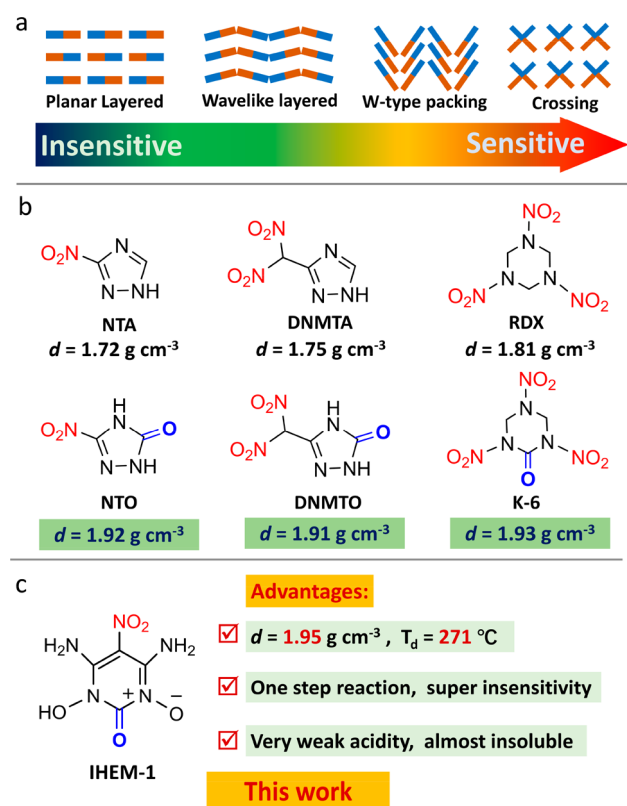 a
Planar Layered
Wavelike layered
W-type packing
Crossing
Insensitive
Sensitive
b
O₂N
N
N
NH
NTA
d = 1.72 g cm⁻³
NO₂
O₂N
N
N
NH
DNMTA
d = 1.75 g cm⁻³
NO₂
N
N
N
O₂N
NO₂
RDX
d = 1.81 g cm⁻³
O₂N
H
N
O
N
NH
NTO
d = 1.92 g cm⁻³
NO₂
O₂N
H
N
O
N
NH
DNMTO
d = 1.91 g cm⁻³
NO₂
N
N
N
O₂N
NO₂
O
K-6
d = 1.93 g cm⁻³
c
NO₂
H₂N
NH₂
N
+
N
−
HO
O
O
IHEM-1
Advantages:
d = 1.95 g cm⁻³ , T_d = 271 ℃
One step reaction, super insensitivity
Very weak acidity, almost insoluble
This work